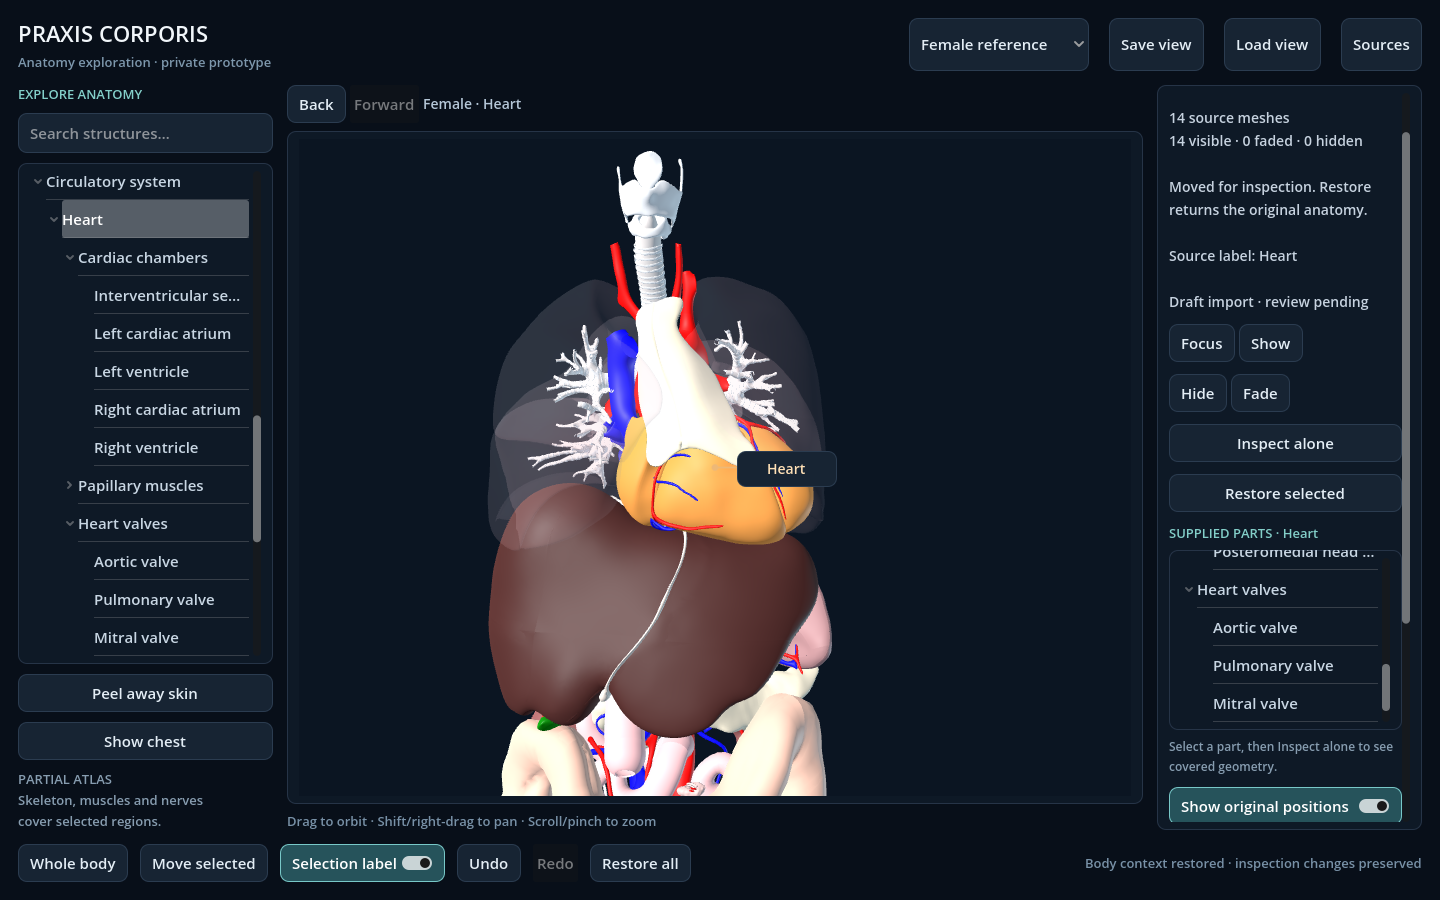 PRAXIS CORPORIS
Anatomy exploration · private prototype
Female reference
Save view
Load view
Sources
EXPLORE ANATOMY
Search structures...
Circulatory system
Heart
Cardiac chambers
Interventricular se...
Left cardiac atrium
Left ventricle
Right cardiac atrium
Right ventricle
Papillary muscles
Heart valves
Aortic valve
Pulmonary valve
Mitral valve
Peel away skin
Show chest
PARTIAL ATLAS
Skeleton, muscles and nerves
cover selected regions.
Back
Forward
Female · Heart
Heart
Drag to orbit · Shift/right-drag to pan · Scroll/pinch to zoom
14 source meshes
14 visible · 0 faded · 0 hidden
Moved for inspection. Restore
returns the original anatomy.
Source label: Heart
Draft import · review pending
Focus
Show
Hide
Fade
Inspect alone
Restore selected
SUPPLIED PARTS · Heart
Posteromedial head ...
Heart valves
Aortic valve
Pulmonary valve
Mitral valve
Select a part, then Inspect alone to see
covered geometry.
Show original positions
Whole body
Move selected
Selection label
Undo
Redo
Restore all
Body context restored · inspection changes preserved